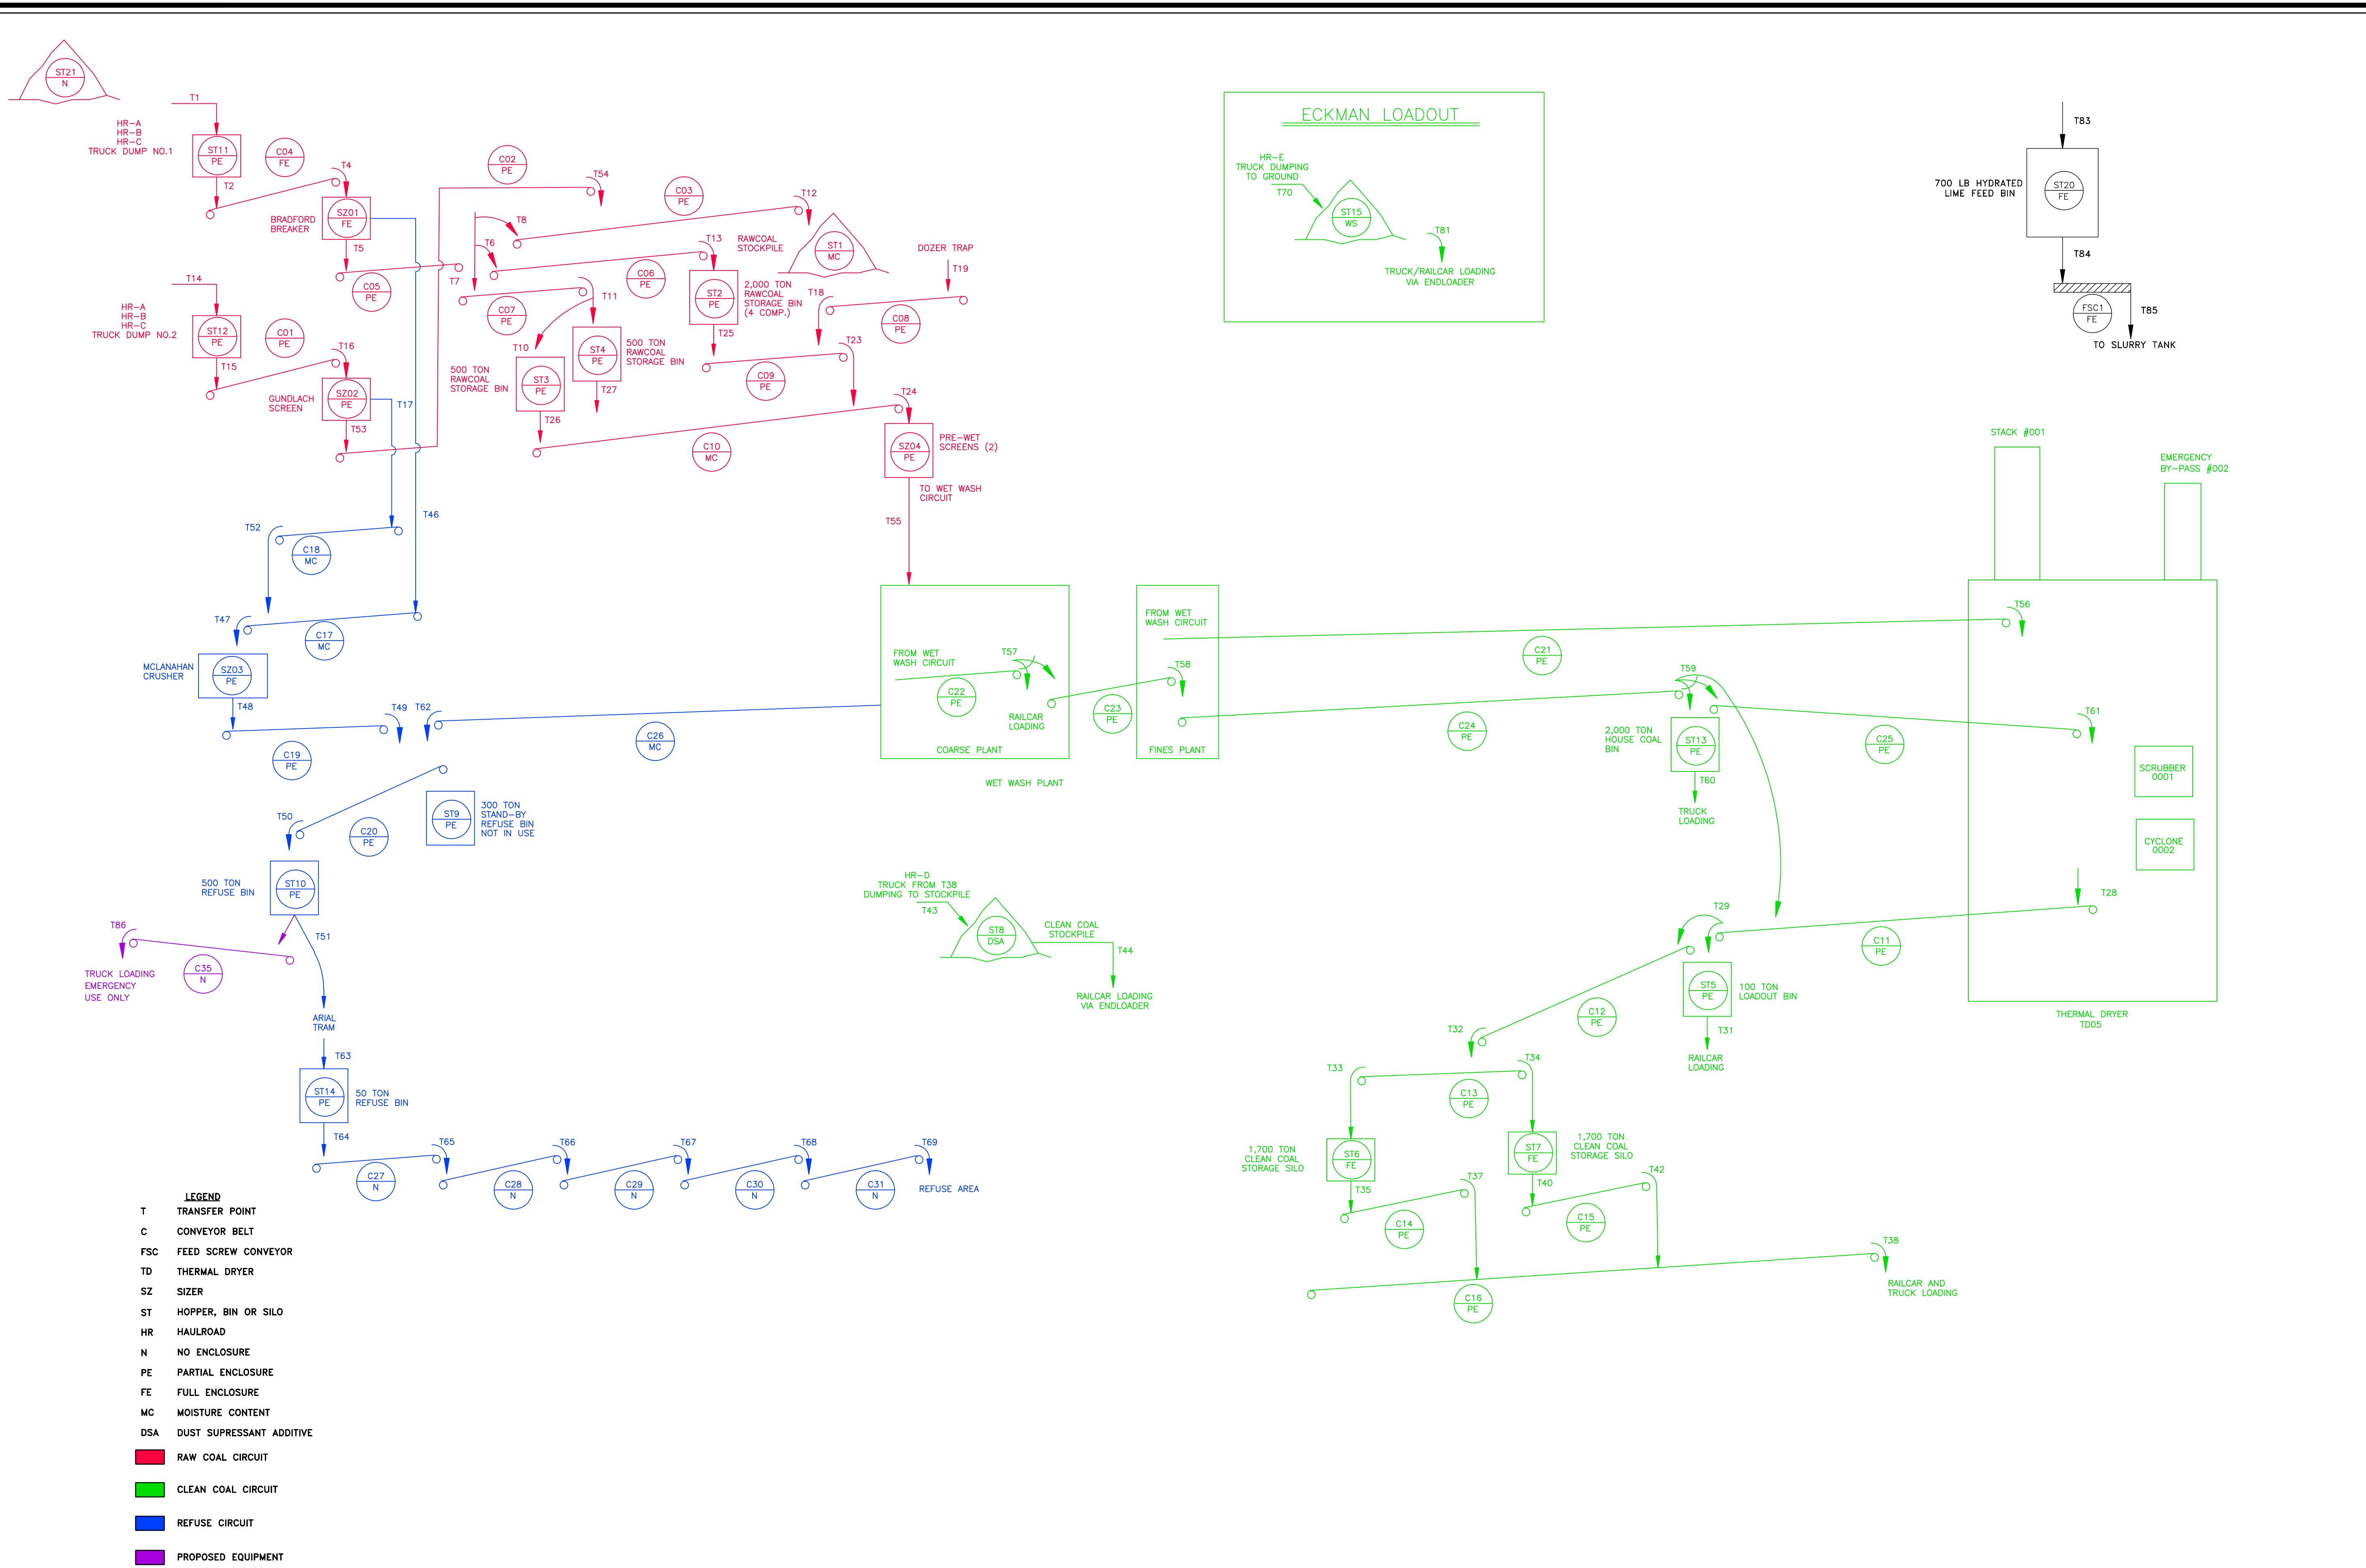 ST21
N
T1
HR-A
HR-B
HR-C
TRUCK DUMP NO.1
ST11
PE
T2
C04
FE
T4
BRADFORD
BREAKER
SZ01
FE
T5
C05
PE
T14
HR-A
HR-B
HR-C
TRUCK DUMP NO.2
ST12
PE
T15
C01
PE
T16
GUNDLACH
SCREEN
SZ02
PE
T53
T17
C02
PE
T54
C03
PE
T12
T8
T6
T7
T13
C06
PE
C07
PE
T11
T10
RAWCOAL
STOCKPILE
ST1
MC
DOZER TRAP
T19
T18
C08
PE
ST2
PE
2,000 TON
RAWCOAL
STORAGE BIN
(4 COMP.)
T25
500 TON
RAWCOAL
STORAGE BIN
ST3
PE
T26
ST4
PE
500 TON
RAWCOAL
STORAGE BIN
T27
C09
PE
T23
T24
C10
MC
SZ04
PE
PRE-WET
SCREENS (2)
TO WET WASH
CIRCUIT
T55
ECKMAN LOADOUT
HR-E
TRUCK DUMPING
TO GROUND
T70
ST15
WS
T81
TRUCK/RAILCAR LOADING
VIA ENDLOADER
T83
700 LB HYDRATED
LIME FEED BIN
ST20
FE
T84
FSC1
FE
T85
TO SLURRY TANK
T52
C18
MC
T46
T47
C17
MC
MCLANAHAN
CRUSHER
SZ03
PE
T48
C19
PE
T49
T62
C26
MC
T50
C20
PE
ST9
PE
300 TON
STAND-BY
REFUSE BIN
NOT IN USE
500 TON
REFUSE BIN
ST10
PE
T51
T86
C35
N
TRUCK LOADING
EMERGENCY
USE ONLY
ARIAL
TRAM
T63
ST14
PE
50 TON
REFUSE BIN
T64
C27
N
T65
C28
N
T66
C29
N
T67
C30
N
T68
C31
N
T69
REFUSE AREA
FROM WET
WASH CIRCUIT
T57
C22
PE
RAILCAR
LOADING
COARSE PLANT
C23
PE
FROM WET
WASH CIRCUIT
T58
FINES PLANT
WET WASH PLANT
C21
PE
T56
C24
PE
T59
2,000 TON
HOUSE COAL
BIN
ST13
PE
T60
TRUCK
LOADING
C25
PE
T61
STACK #001
EMERGENCY
BY-PASS #002
SCRUBBER
0001
CYCLONE
0002
T28
THERMAL DRYER
TD05
HR-D
TRUCK FROM T38
DUMPING TO STOCKPILE
T43
ST8
DSA
CLEAN COAL
STOCKPILE
T44
RAILCAR LOADING
VIA ENDLOADER
T29
C11
PE
ST5
PE
100 TON
LOADOUT BIN
T31
RAILCAR
LOADING
C12
PE
T32
T33
C13
PE
T34
1,700 TON
CLEAN COAL
STORAGE SILO
ST6
FE
T35
ST7
FE
1,700 TON
CLEAN COAL
STORAGE SILO
T40
C14
PE
T37
C15
PE
T42
C16
PE
T38
RAILCAR AND
TRUCK LOADING
LEGEND
T TRANSFER POINT
C CONVEYOR BELT
FSC FEED SCREW CONVEYOR
TD THERMAL DRYER
SZ SIZER
ST HOPPER, BIN OR SILO
HR HAULROAD
N NO ENCLOSURE
PE PARTIAL ENCLOSURE
FE FULL ENCLOSURE
MC MOISTURE CONTENT
DSA DUST SUPRESSANT ADDITIVE
RAW COAL CIRCUIT
CLEAN COAL CIRCUIT
REFUSE CIRCUIT
PROPOSED EQUIPMENT